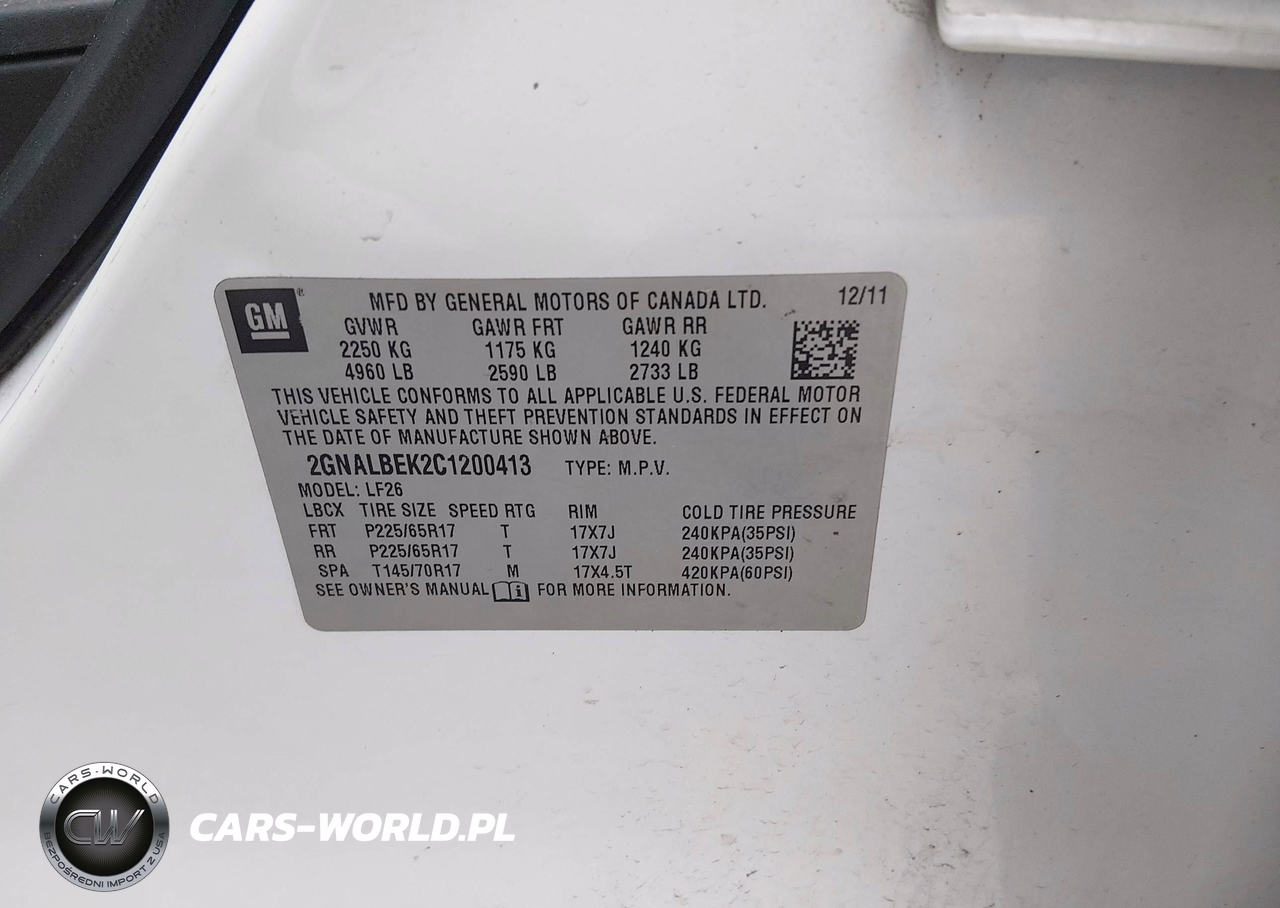 GM ®
MFD BY GENERAL MOTORS OF CANADA LTD. 12/11
GVWR GAWR FRT GAWR RR
2250 KG 1175 KG 1240 KG
4960 LB 2590 LB 2733 LB
THIS VEHICLE CONFORMS TO ALL APPLICABLE U.S. FEDERAL MOTOR
VEHICLE SAFETY AND THEFT PREVENTION STANDARDS IN EFFECT ON
THE DATE OF MANUFACTURE SHOWN ABOVE.
2GNALBEK2C1200413 TYPE: M.P.V.
MODEL: LF26
LBCX TIRE SIZE SPEED RTG RIM COLD TIRE PRESSURE
FRT P225/65R17 T 17X7J 240KPA(35PSI)
RR P225/65R17 T 17X7J 240KPA(35PSI)
SPA T145/70R17 M 17X4.5T 420KPA(60PSI)
SEE OWNER'S MANUAL i FOR MORE INFORMATION.
CARS-WORLD
CW
BEZPOŚREDNI IMPORT Z USA
CARS-WORLD.PL